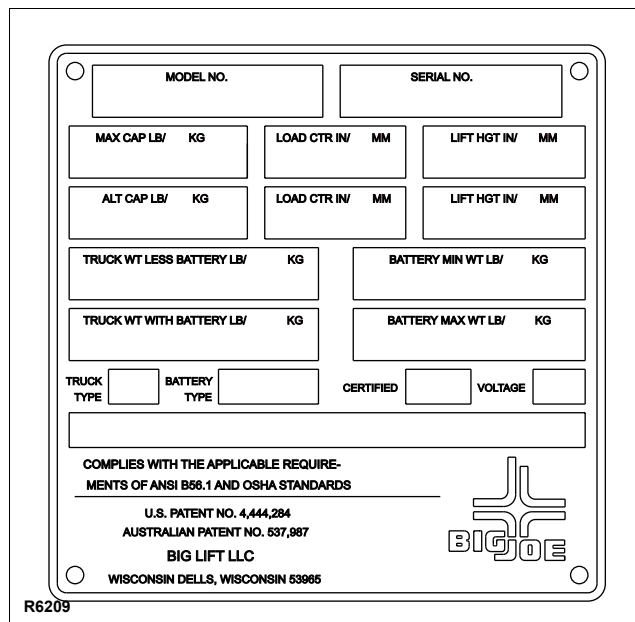 MODEL NO. SERIAL NO.
MAX CAP LB/ KG LOAD CTR IN/ MM LIFT HGT IN/ MM
ALT CAP LB/ KG LOAD CTR IN/ MM LIFT HGT IN/ MM
TRUCK WT LESS BATTERY LB/ KG BATTERY MIN WT LB/ KG
TRUCK WT WITH BATTERY LB/ KG BATTERY MAX WT LB/ KG
TRUCK TYPE BATTERY TYPE CERTIFIED VOLTAGE
COMPLIES WITH THE APPLICABLE REQUIRE-
MENTS OF ANSI B56.1 AND OSHA STANDARDS
U.S. PATENT NO. 4,444,284
AUSTRALIAN PATENT NO. 537,987
BIG LIFT LLC
WISCONSIN DELLS, WISCONSIN 53965
BIG JOE
R6209